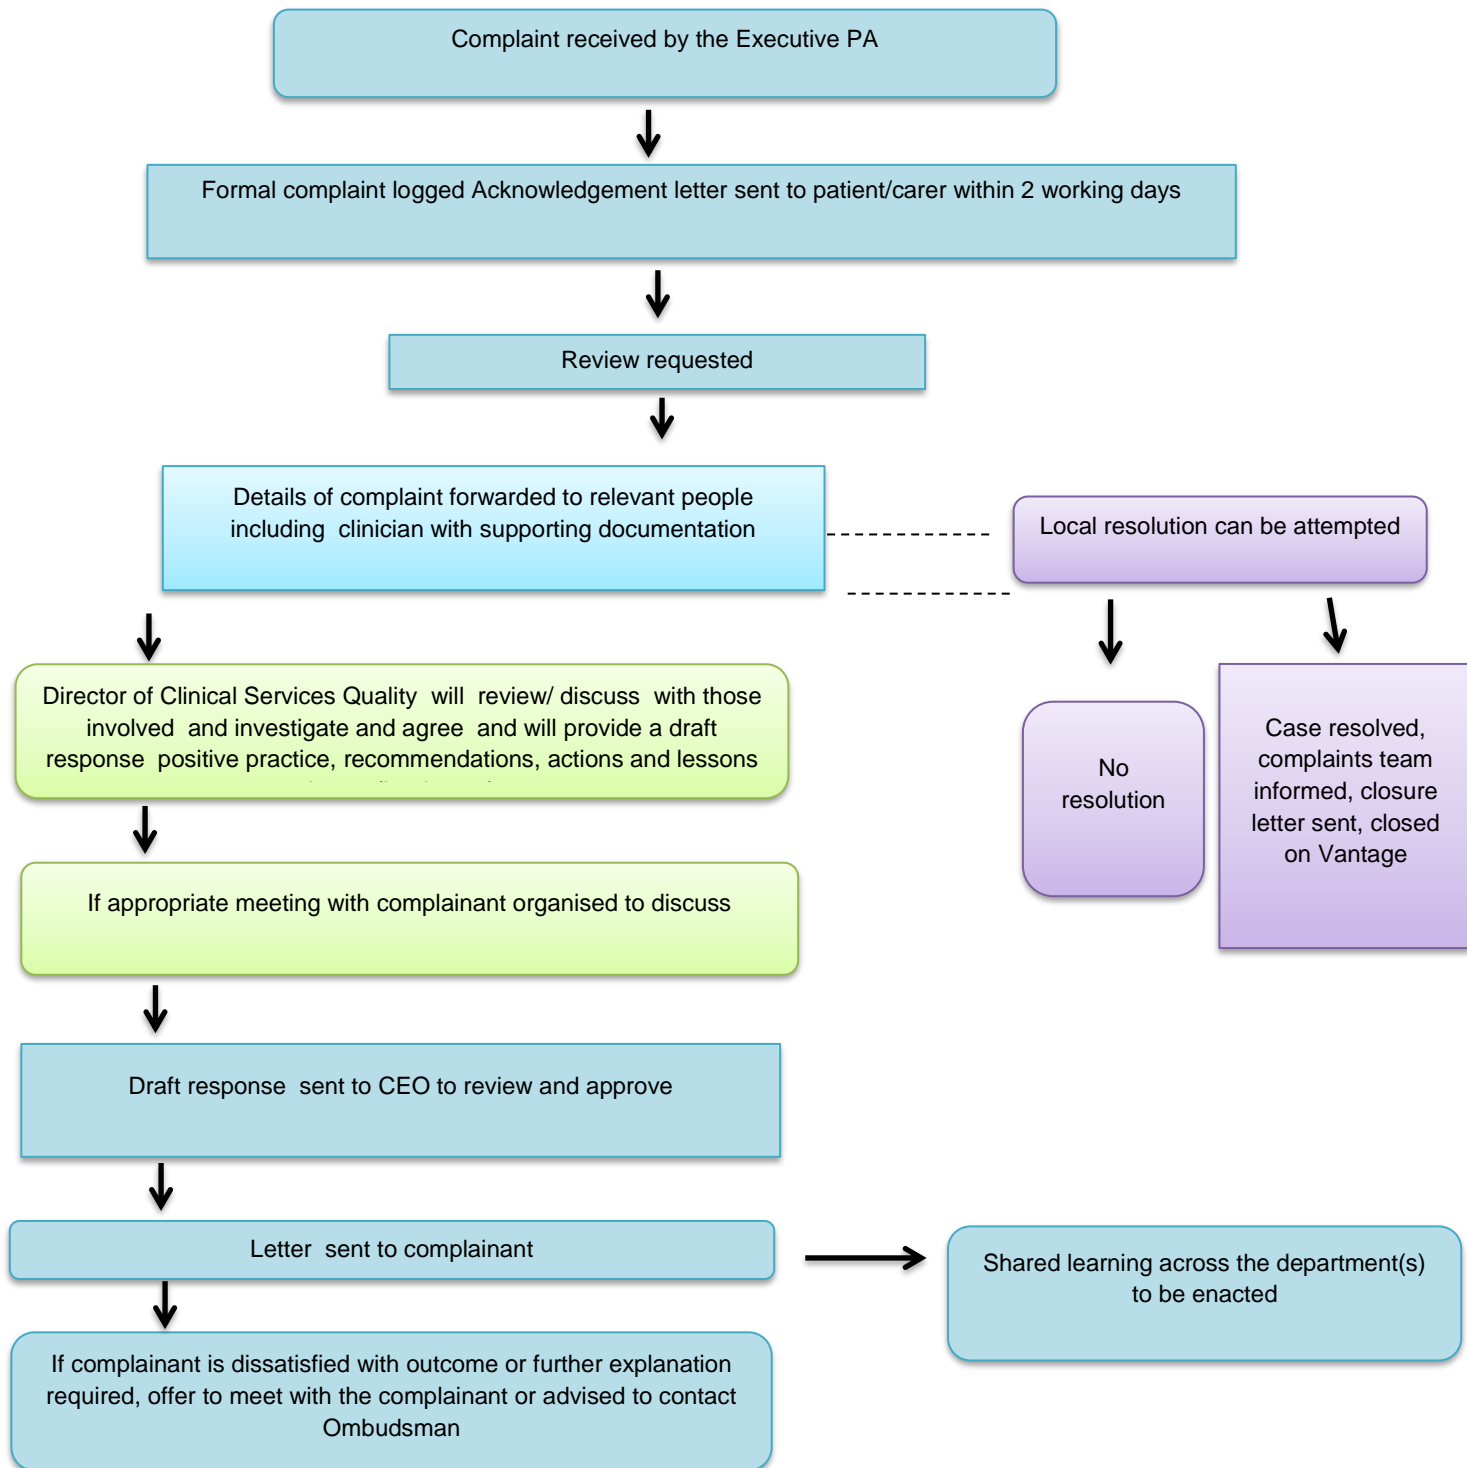 Complaint received by the Executive PA
Formal complaint logged Acknowledgement letter sent to patient/carer within 2 working days
Review requested
Details of complaint forwarded to relevant people
including clinician with supporting documentation
Local resolution can be attempted
Director of Clinical Services Quality will review/ discuss with those
involved and investigate and agree and will provide a draft
response positive practice, recommendations, actions and lessons
No
resolution
Case resolved,
complaints team
informed, closure
letter sent, closed
on Vantage
If appropriate meeting with complainant organised to discuss
Draft response sent to CEO to review and approve
Letter sent to complainant
Shared learning across the department(s)
to be enacted
If complainant is dissatisfied with outcome or further explanation
required, offer to meet with the complainant or advised to contact
Ombudsman